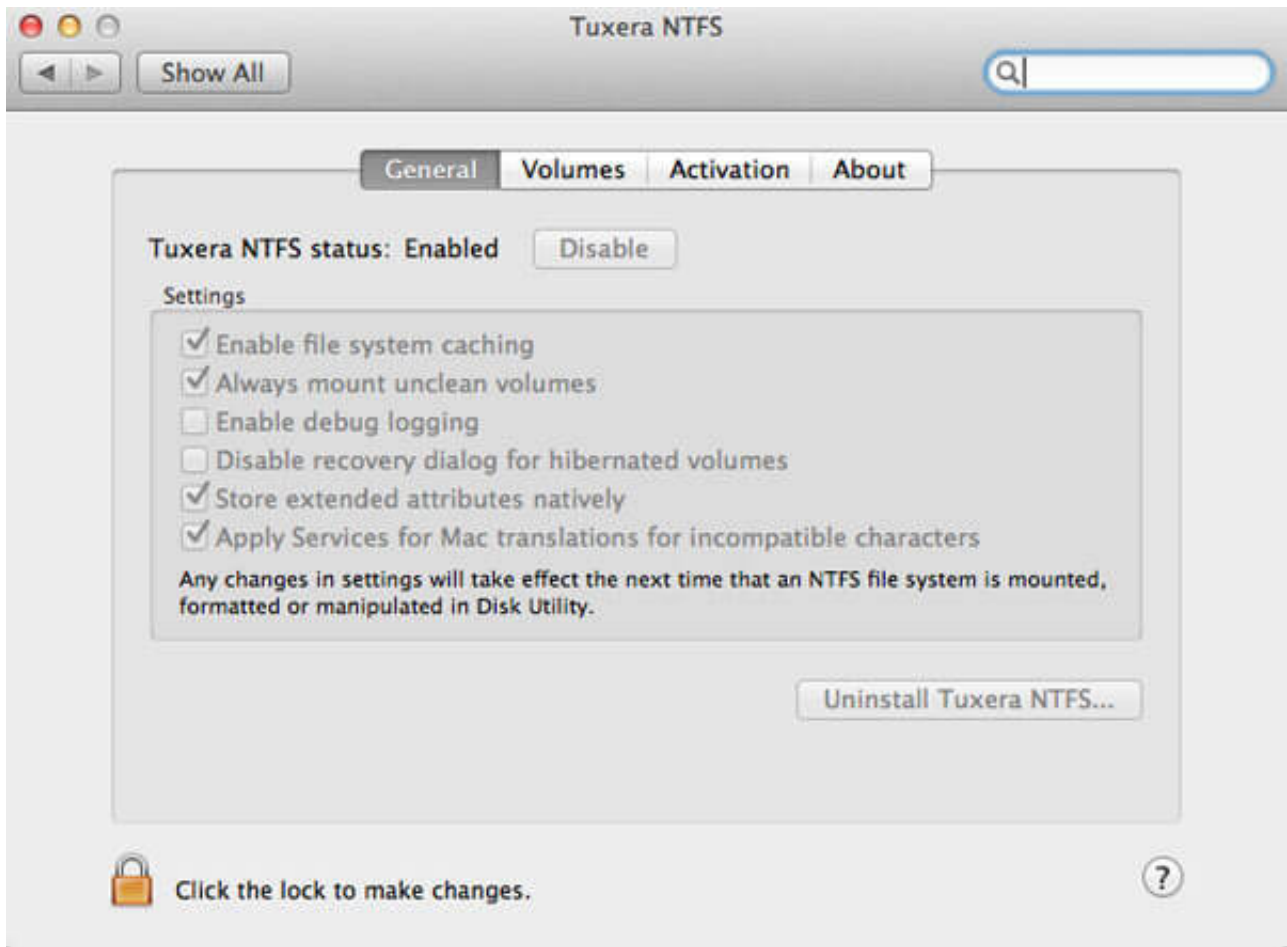 Tuxera NTFS
Show All
General Volumes Activation About
Tuxera NTFS status: Enabled Disable
Settings
Enable file system caching
Always mount unclean volumes
Enable debug logging
Disable recovery dialog for hibernated volumes
Store extended attributes natively
Apply Services for Mac translations for incompatible characters
Any changes in settings will take effect the next time that an NTFS file system is mounted,
formatted or manipulated in Disk Utility.
Uninstall Tuxera NTFS...
Click the lock to make changes.
?